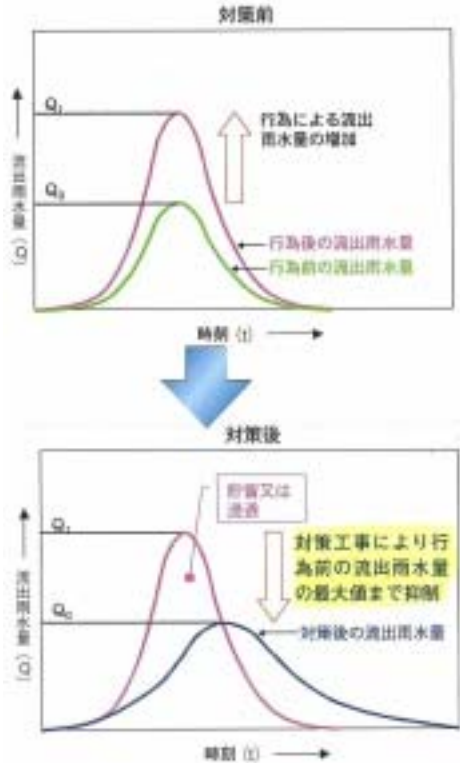 対策前
Q₁
行為による流出
雨水量の増加
Q₀
流出雨水量（Q）
行為後の流出雨水量
行為前の流出雨水量
時刻（t）
対策後
貯留又は
浸透
Q₁
対策工事により行
為前の流出雨水量
の最大値まで抑制
Q₀
流出雨水量（Q）
対策後の流出雨水量
時刻（t）